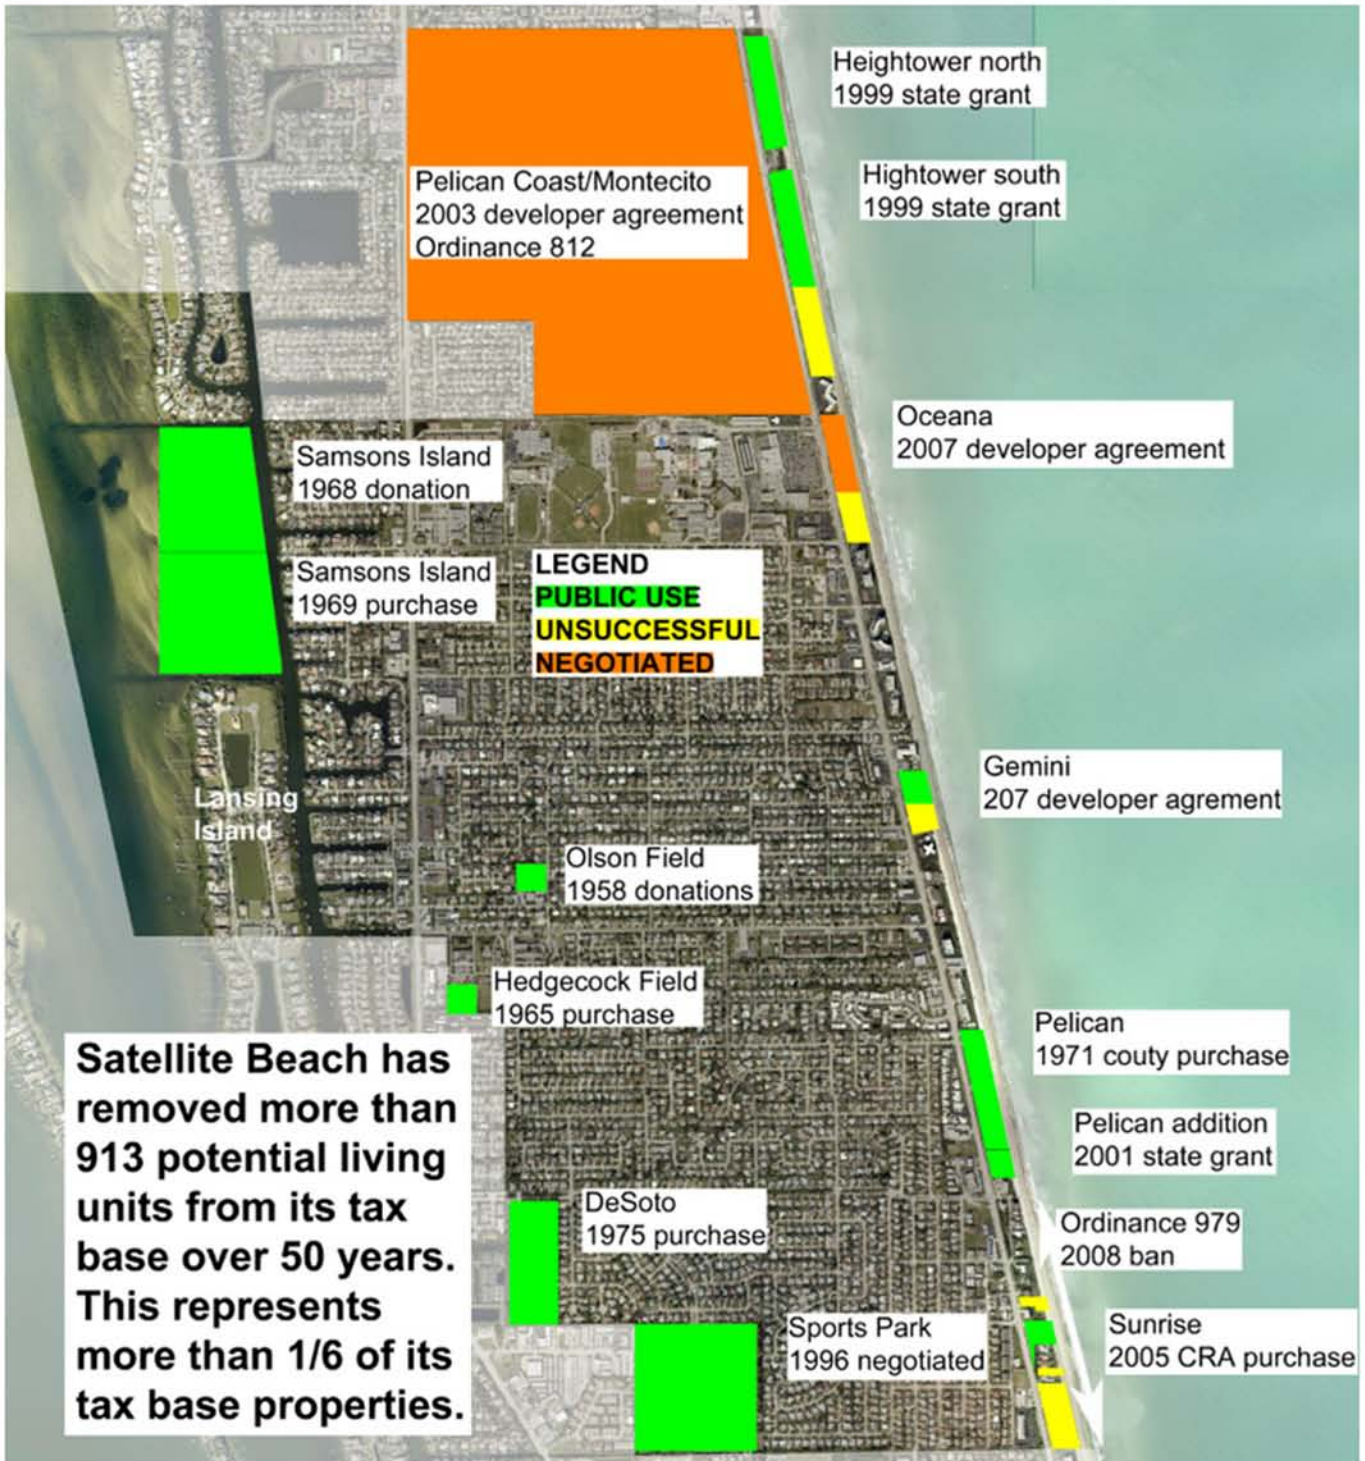 Heightower north
1999 state grant
Hightower south
1999 state grant
Pelican Coast/Montecito
2003 developer agreement
Ordinance 812
Oceana
2007 developer agreement
Samsons Island
1968 donation
Samsons Island
1969 purchase
LEGEND
PUBLIC USE
UNSUCCESSFUL
NEGOTIATED
Gemini
207 developer agrement
Lansing
Island
Olson Field
1958 donations
Hedgecock Field
1965 purchase
Pelican
1971 couty purchase
Satellite Beach has
removed more than
913 potential living
units from its tax
base over 50 years.
This represents
more than 1/6 of its
tax base properties.
Pelican addition
2001 state grant
DeSoto
1975 purchase
Ordinance 979
2008 ban
Sports Park
1996 negotiated
Sunrise
2005 CRA purchase